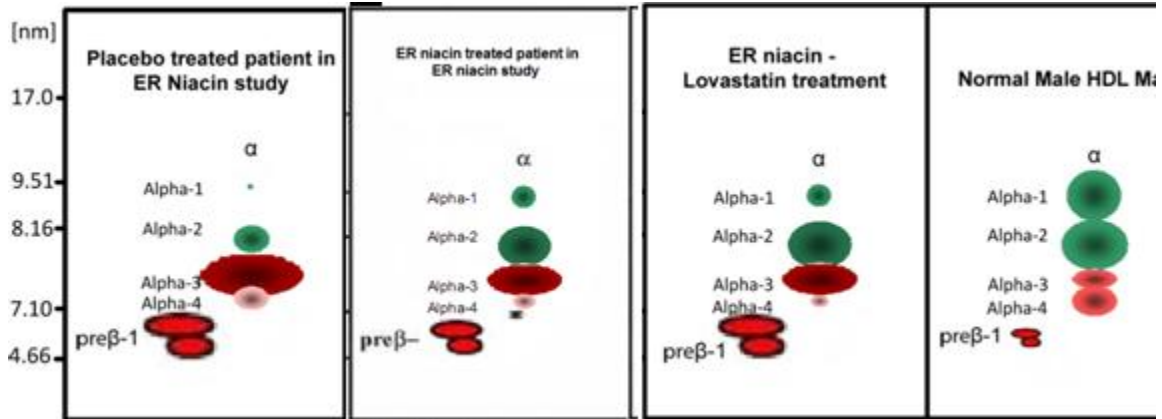 [nm]
17.0
9.51
8.16
7.10
4.66
Placebo treated patient in
ER Niacin study
α
Alpha-1
Alpha-2
Alpha-3
Alpha-4
preβ-1
ER niacin treated patient in
ER niacin study
α
Alpha-1
Alpha-2
Alpha-3
Alpha-4
preβ–
ER niacin -
Lovastatin treatment
α
Alpha-1
Alpha-2
Alpha-3
Alpha-4
preβ-1
Normal Male HDL Ma
α
Alpha-1
Alpha-2
Alpha-3
Alpha-4
preβ-1